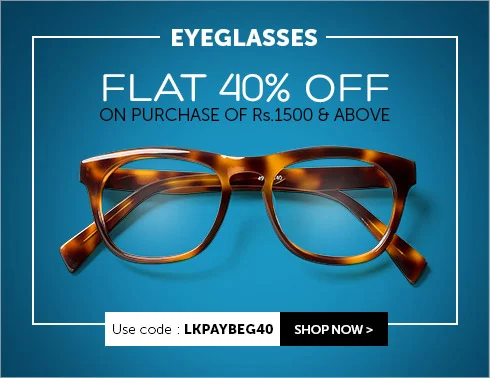 EYEGLASSES
FLAT 40% OFF
ON PURCHASE OF Rs.1500 & ABOVE
Use code : LKPAYBEG40
SHOP NOW >